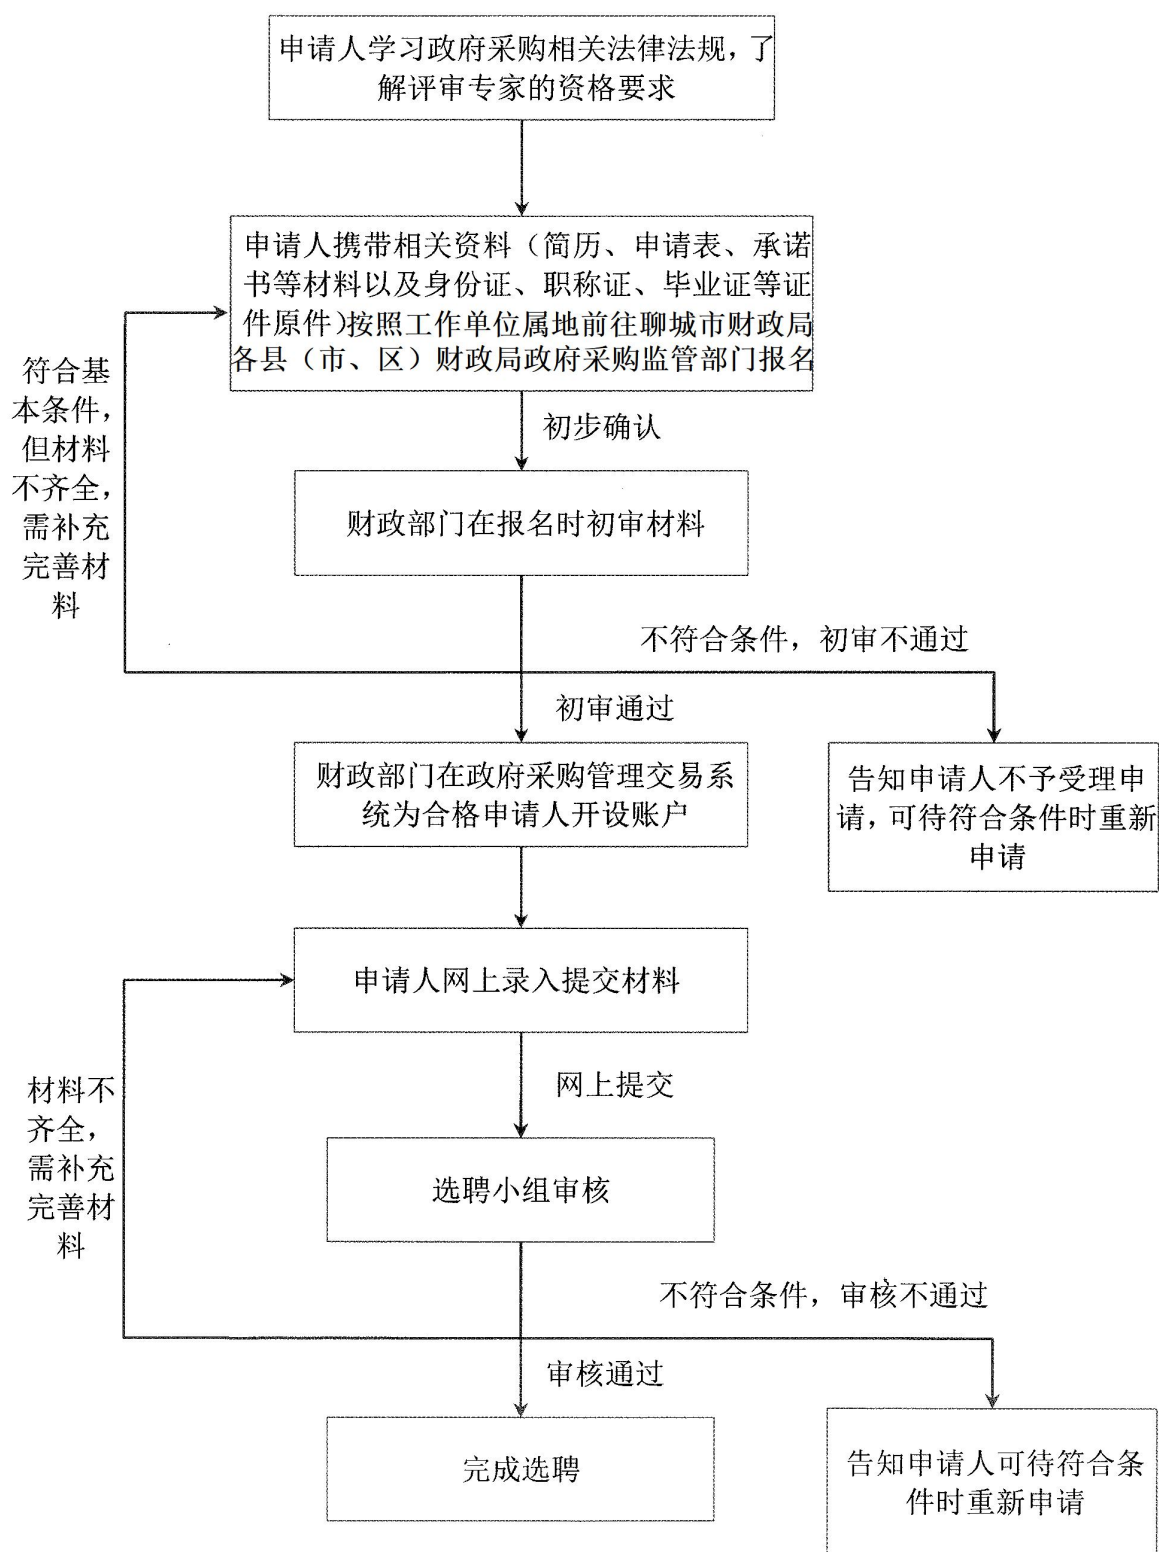 申请人学习政府采购相关法律法规，了
解评审专家的资格要求
申请人携带相关资料（简历、申请表、承诺
书等材料以及身份证、职称证、毕业证等证
件原件)按照工作单位属地前往聊城市财政局
各县（市、区）财政局政府采购监管部门报名
符合基
本条件，
但材料
不齐全，
需补充
完善材
料
初步确认
财政部门在报名时初审材料
不符合条件，初审不通过
初审通过
财政部门在政府采购管理交易系
统为合格申请人开设账户
告知申请人不予受理申
请，可待符合条件时重新
申请
申请人网上录入提交材料
材料不
齐全，
需补充
完善材
料
网上提交
选聘小组审核
不符合条件，审核不通过
审核通过
完成选聘
告知申请人可待符合条
件时重新申请